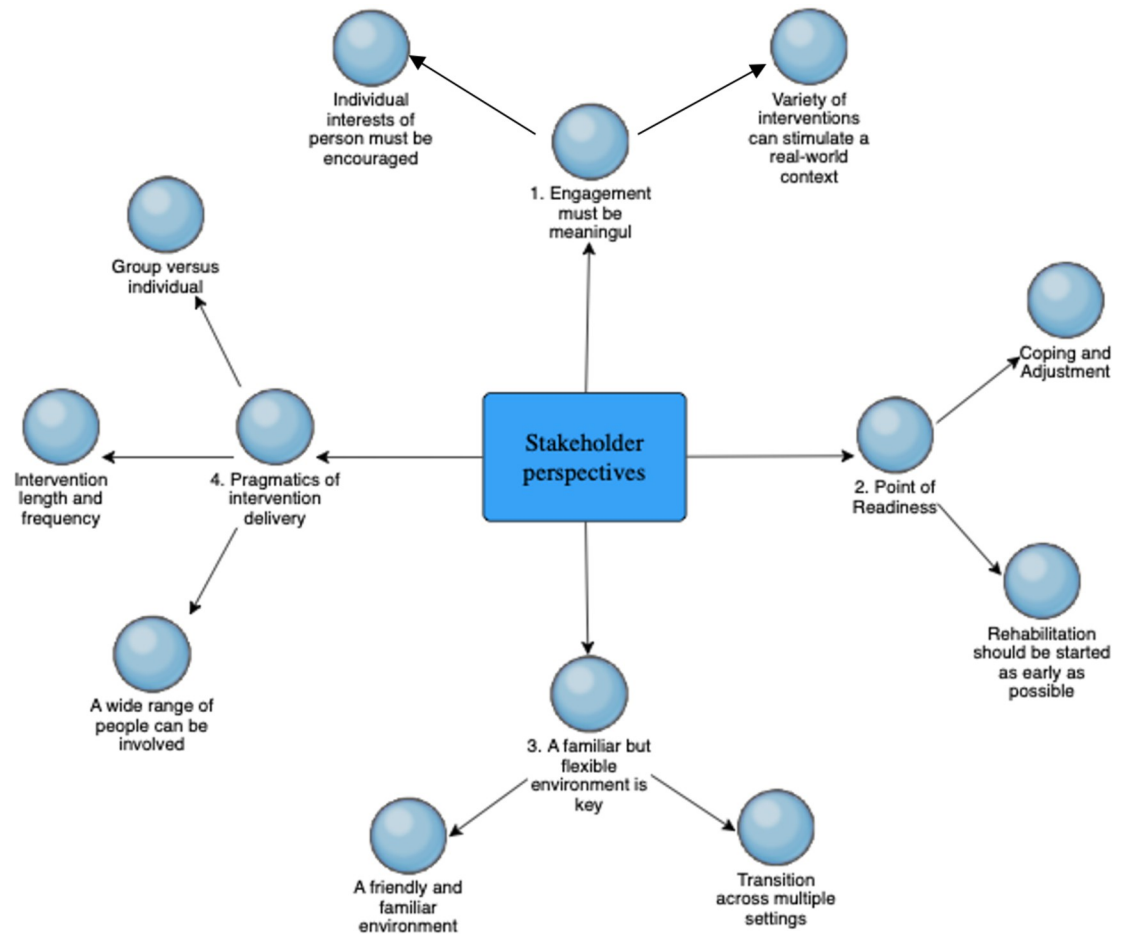 Individual
interests of
person must be
encouraged
Variety of
interventions
can stimulate a
real-world
context
1. Engagement
must be
meaningul
Group versus
individual
Coping and
Adjustment
Stakeholder
perspectives
Intervention
length and
frequency
4. Pragmatics of
intervention
delivery
2. Point of
Readiness
Rehabilitation
should be started
as early as
possible
A wide range of
people can be
involved
3. A familiar but
flexible
environment is
key
A friendly and
familiar
environment
Transition
across multiple
settings